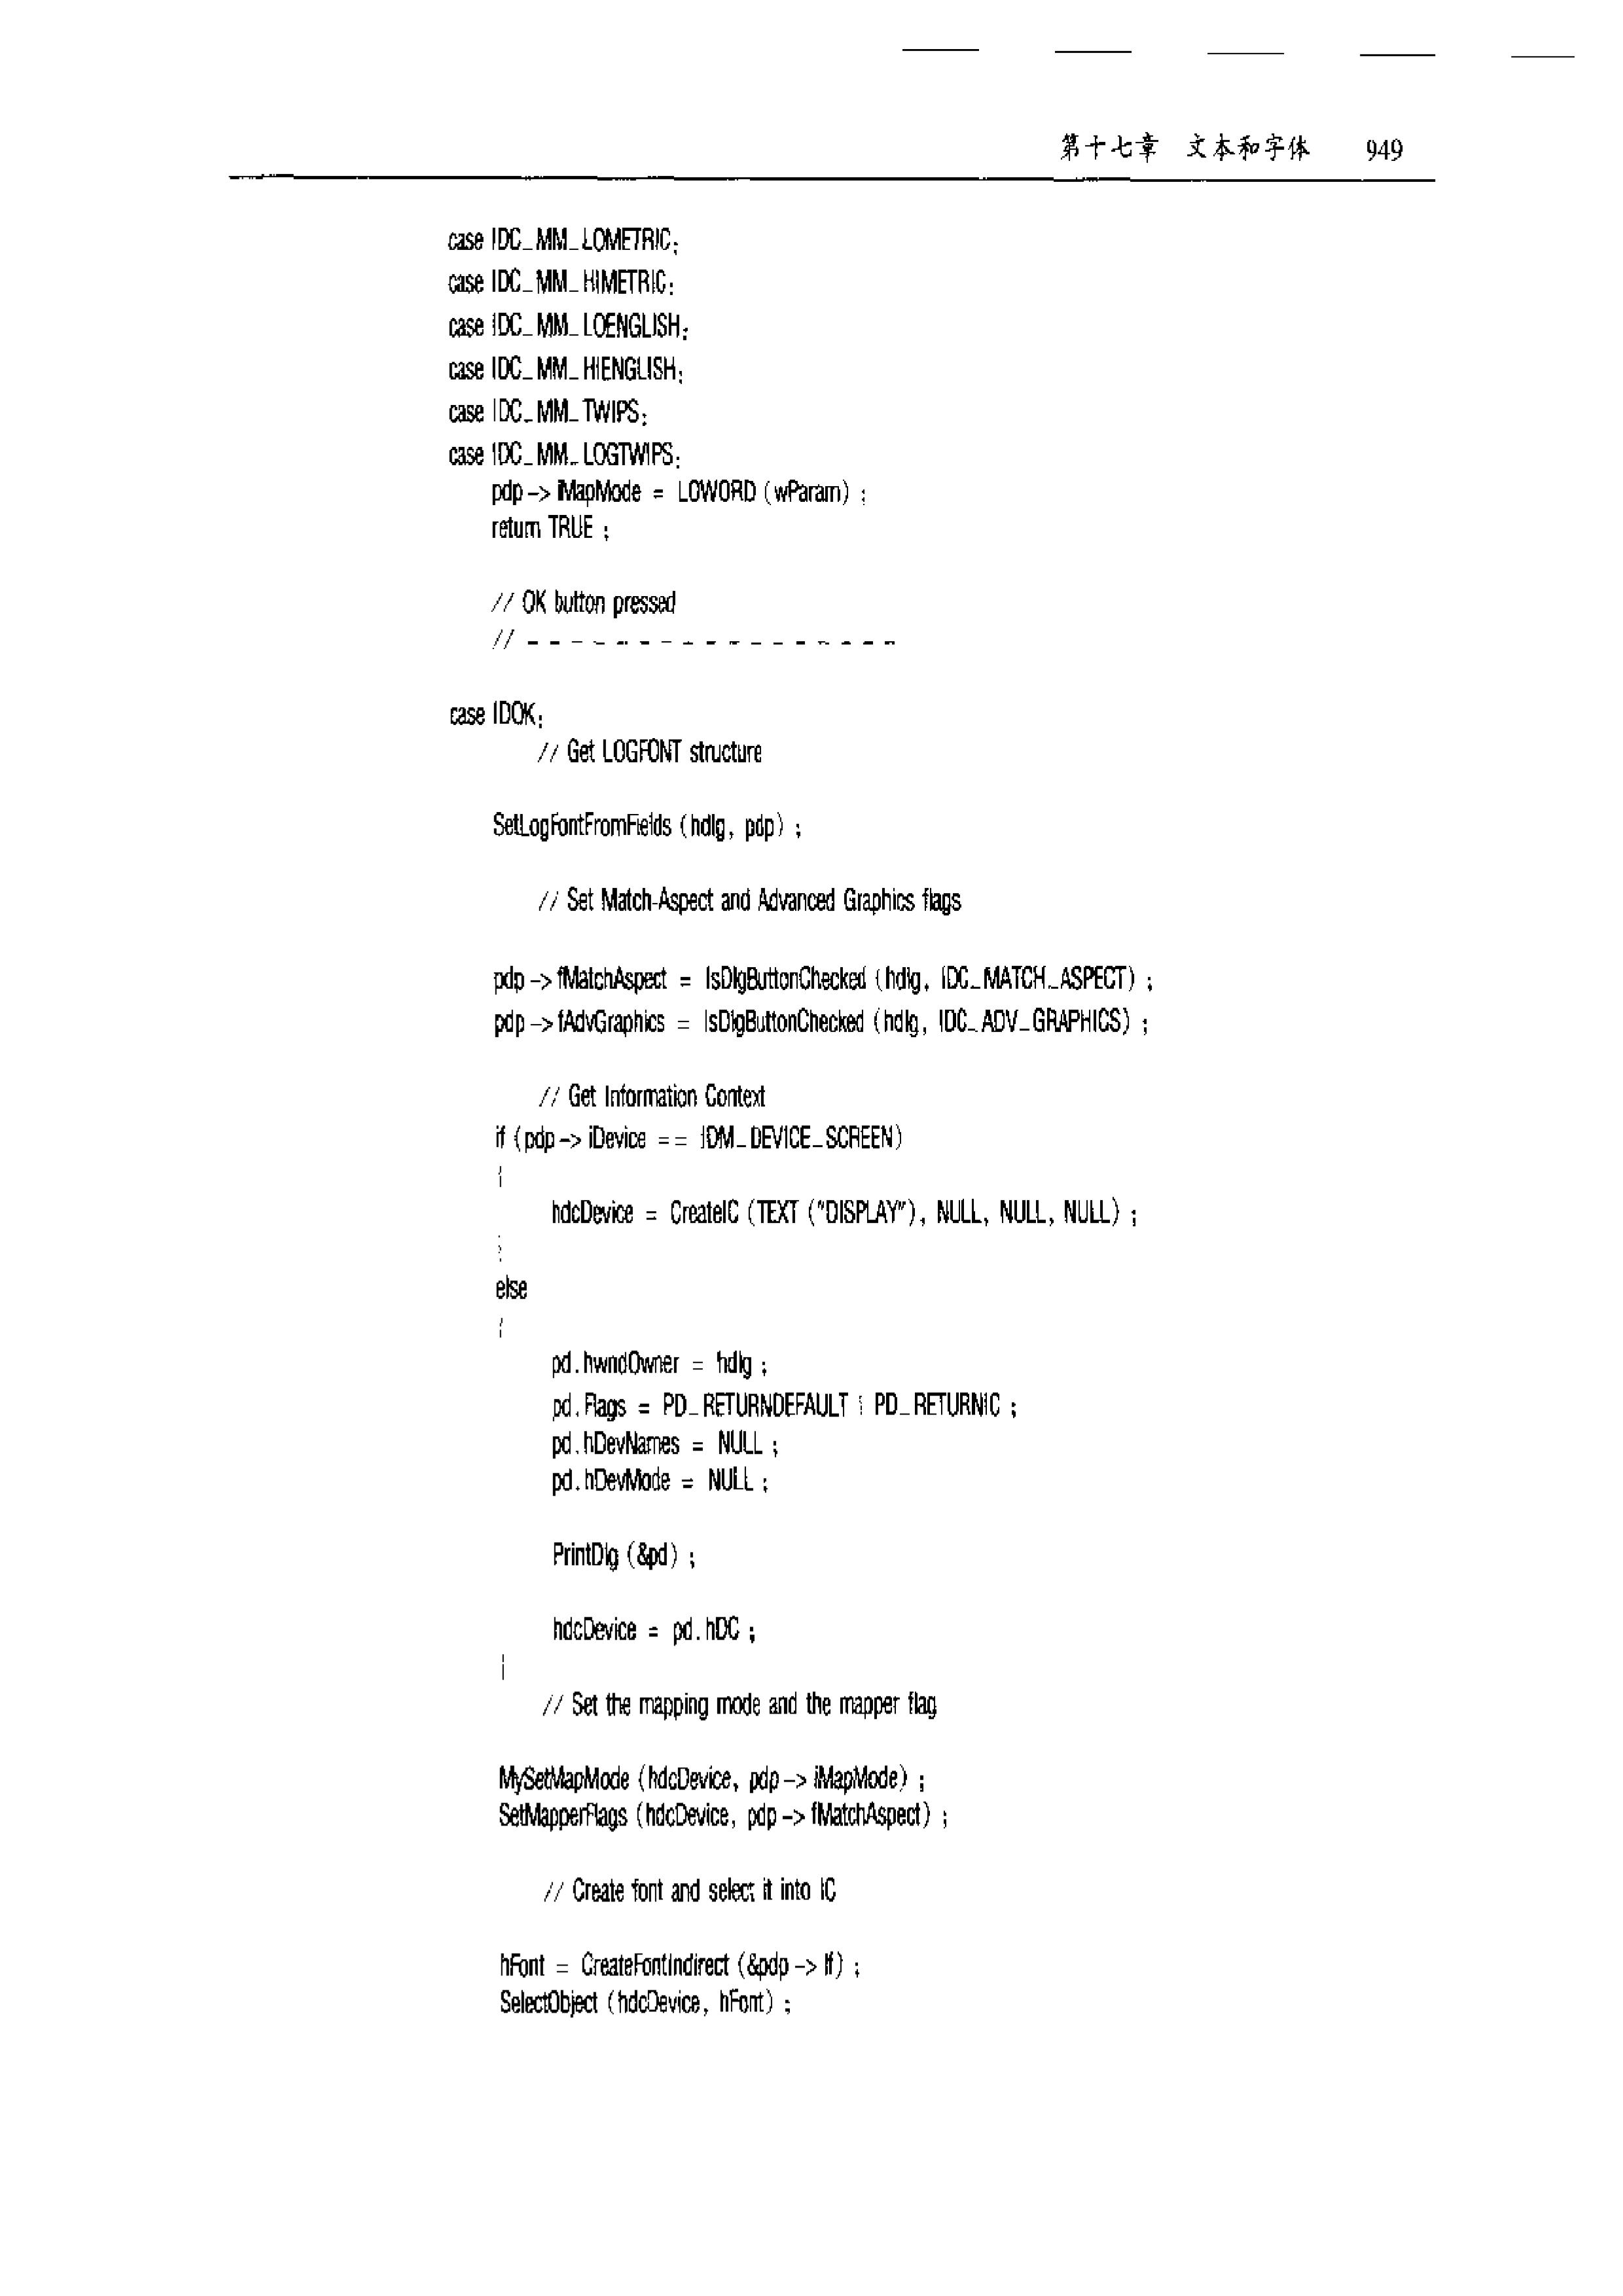 第十七章 文本和字体 949
case IDC_MM_LOMETRIC:
case IDC_MM_HIMETRIC:
case IDC_MM_LOENGLISH:
case IDC_MM_HIENGLISH:
case IDC_MM_TWIPS:
case IDC_MM_LOGTWIPS:
pdp -> iMapMode = LOWORD (wParam) ;
return TRUE ;
// OK button pressed
// - - - - - - - - - - - - - - - - -
case IDOK:
// Get LOGFONT structure
SetLogFontFromFields (hdlg, pdp) ;
// Set Match-Aspect and Advanced Graphics flags
pdp -> fMatchAspect = IsDlgButtonChecked (hdlg, IDC_MATCH_ASPECT) ;
pdp -> fAdvGraphics = IsDlgButtonChecked (hdlg, IDC_ADV_GRAPHICS) ;
// Get Information Context
if (pdp -> iDevice == IDM_DEVICE_SCREEN)
{
hdcDevice = CreateIC (TEXT ("DISPLAY"), NULL, NULL, NULL) ;
}
else
{
pd.hwndOwner = hdlg ;
pd.Flags = PD_RETURNDEFAULT | PD_RETURNIC ;
pd.hDevNames = NULL ;
pd.hDevMode = NULL ;
PrintDlg (&pd) ;
hdcDevice = pd.hDC ;
}
// Set the mapping mode and the mapper flag
MySetMapMode (hdcDevice, pdp -> iMapMode) ;
SetMapperFlags (hdcDevice, pdp -> fMatchAspect) ;
// Create font and select it into IC
hFont = CreateFontIndirect (&pdp -> lf) ;
SelectObject (hdcDevice, hFont) ;